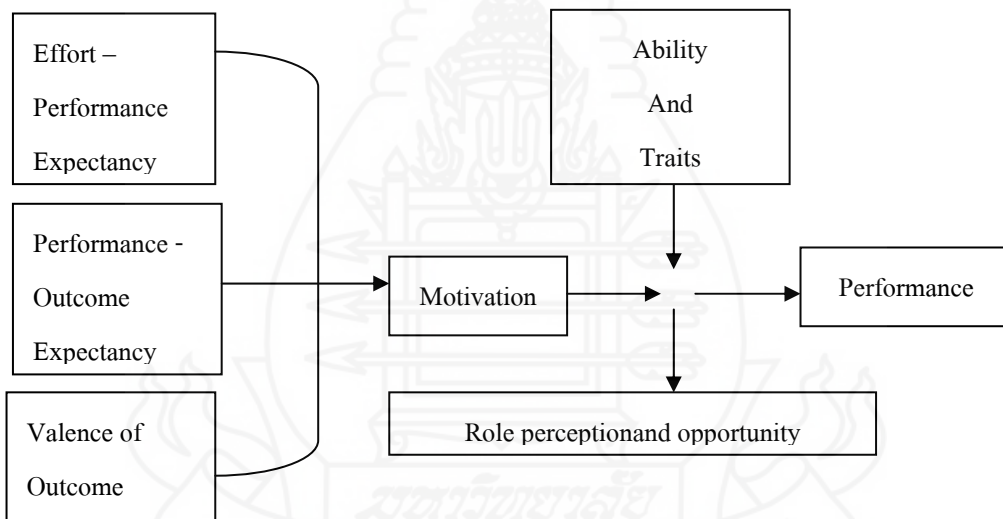 Effort –
Performance
Expectancy
Ability
And
Traits
Performance -
Outcome
Expectancy
Motivation
Performance
Valence of
Outcome
Role perceptionand opportunity